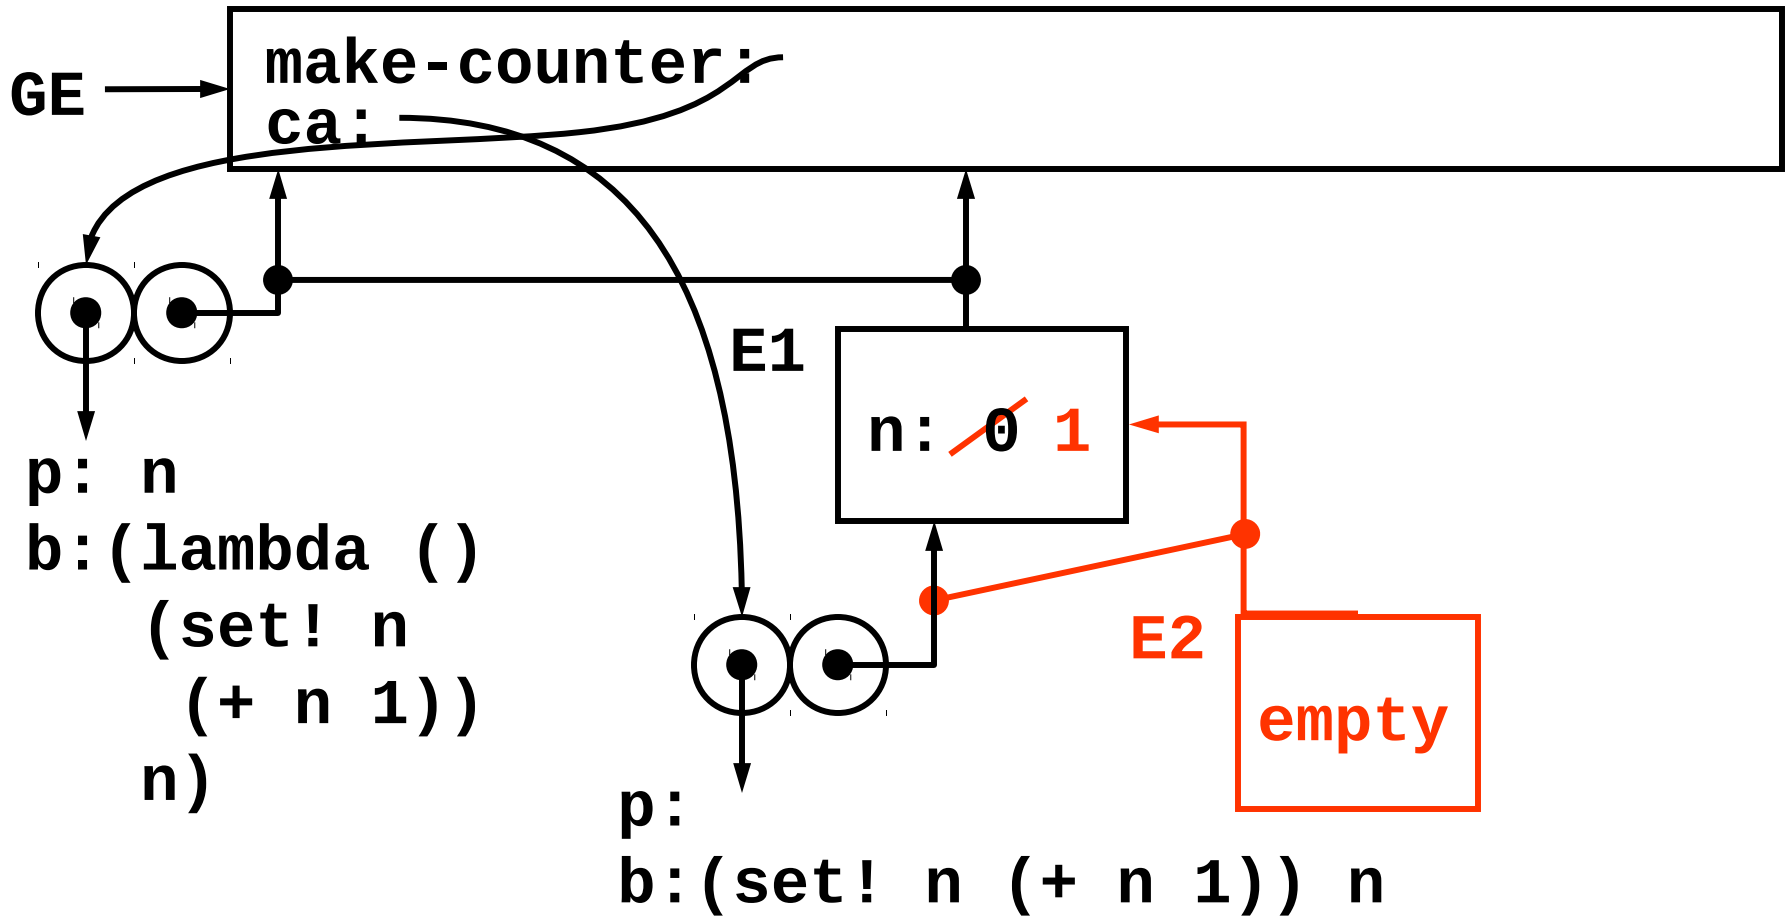 make-counter:
GE
ca:
E1
n: 0 1
p: n
b:(lambda ()
(set! n
(+ n 1))
n)
E2
empty
p:
b:(set! n (+ n 1)) n